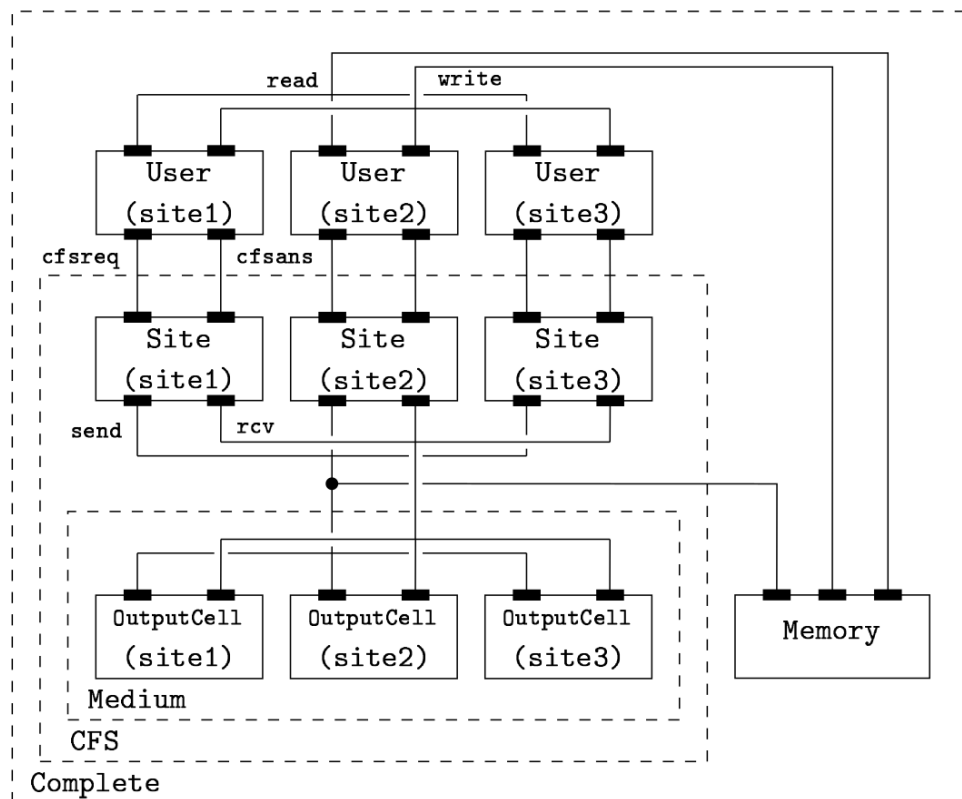 read
write
User
(site1)
User
(site2)
User
(site3)
cfsreq
cfsans
Site
(site1)
Site
(site2)
Site
(site3)
send
rcv
OutputCell
(site1)
OutputCell
(site2)
OutputCell
(site3)
Memory
Medium
CFS
Complete